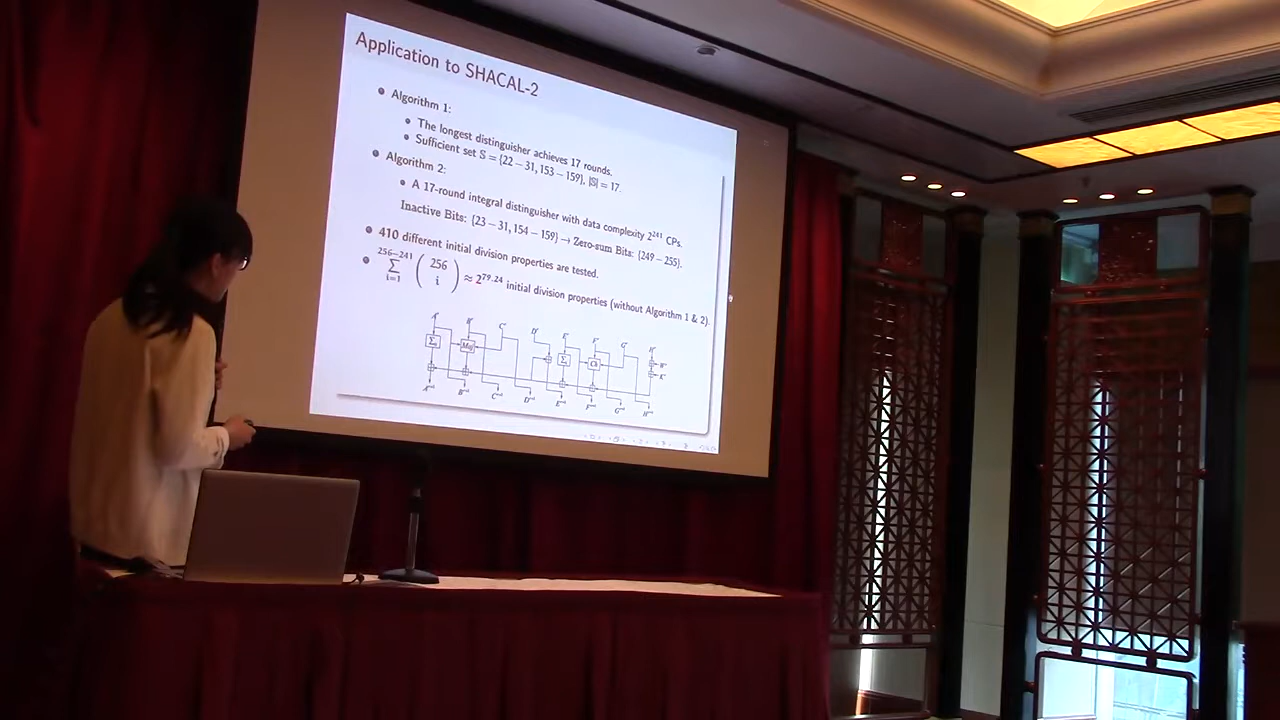 Application to SHACAL-2
Algorithm 1:
The longest distinguisher achieves 17 rounds.
Sufficient set 𝕊 = {22 − 31, 153 − 159}, |𝕊| = 17.
Algorithm 2:
A 17-round integral distinguisher with data complexity 2^241 CPs.
Inactive Bits: {23 − 31, 154 − 159} → Zero-sum Bits: {249 − 255}.
410 different initial division properties are tested.
∑_{i=1}^{256−241} (256 i) ≈ 2^79.24 initial division properties (without Algorithm 1 & 2).
Maj
Ch